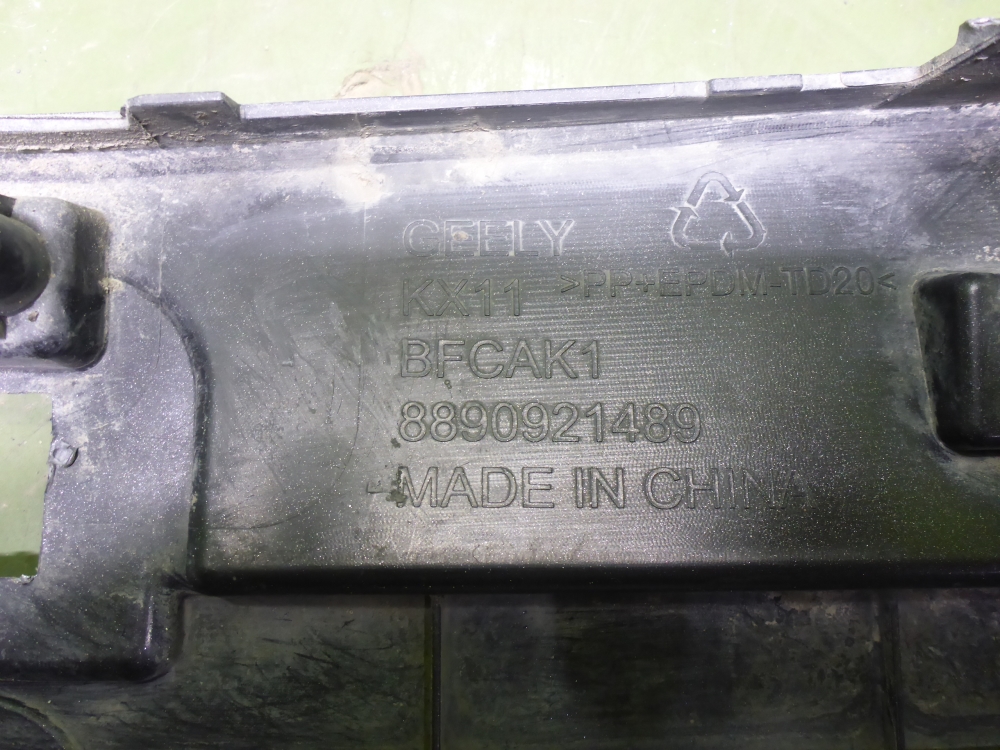 GEELY
KX11
>PP+EPDM-TD20<
BFCAK1
8890921489
MADE IN CHINA